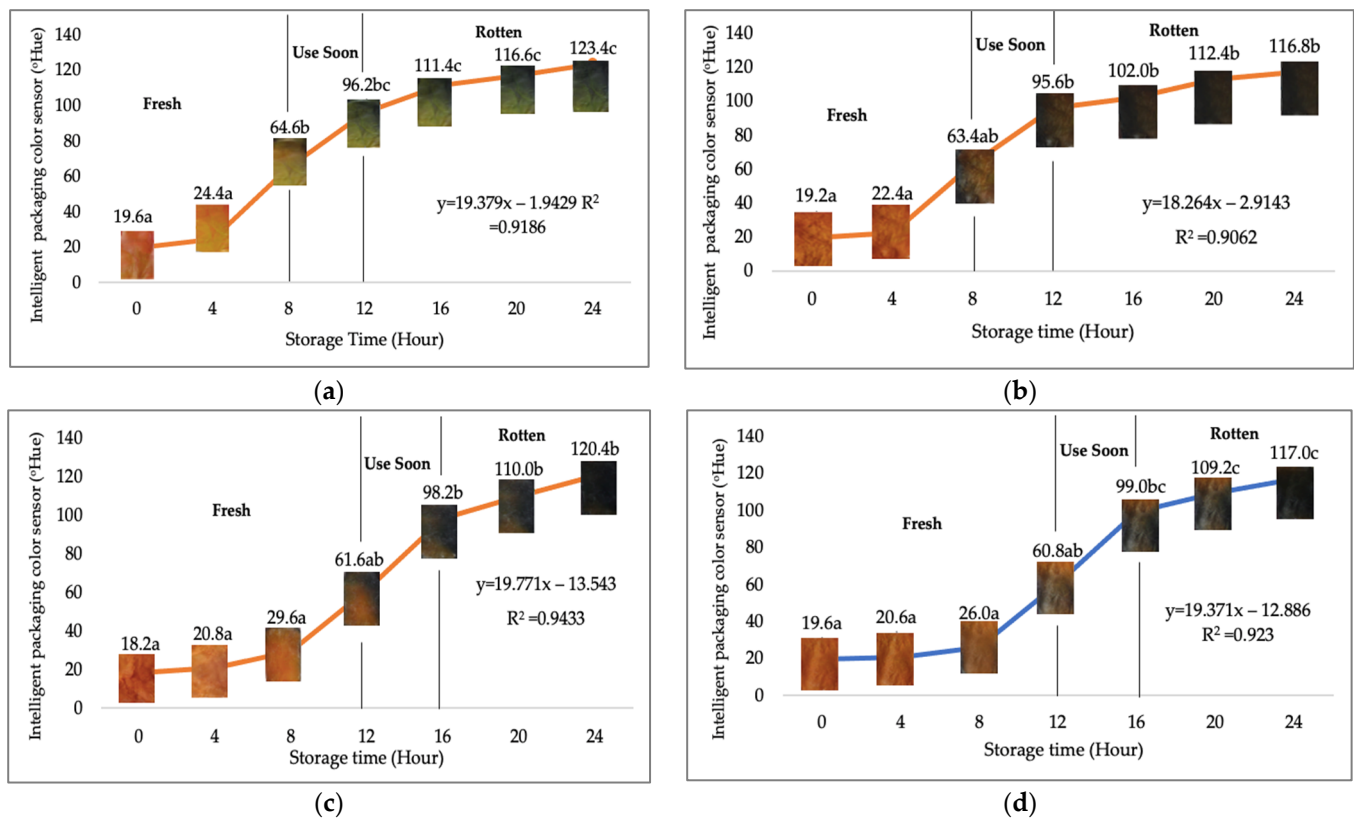 Intelligent packaging color sensor (°Hue)
140
120
100
80
60
40
20
0
Fresh
Use Soon
Rotten
19.6a
24.4a
64.6b
96.2bc
111.4c
116.6c
123.4c
y=19.379x – 1.9429 R²
=0.9186
0 4 8 12 16 20 24
Storage Time (Hour)
(a)
Intelligent packaging color sensor (°Hue)
140
120
100
80
60
40
20
0
Fresh
Use Soon
Rotten
19.2a
22.4a
63.4ab
95.6b
102.0b
112.4b
116.8b
y=18.264x – 2.9143
R² =0.9062
0 4 8 12 16 20 24
Storage time (Hour)
(b)
Intelligent packaging color sensor (°Hue)
140
120
100
80
60
40
20
0
Fresh
Use Soon
Rotten
18.2a
20.8a
29.6a
61.6ab
98.2b
110.0b
120.4b
y=19.771x – 13.543
R² =0.9433
0 4 8 12 16 20 24
Storage time (Hour)
(c)
Intelligent packaging color sensor (°Hue)
140
120
100
80
60
40
20
0
Fresh
Use Soon
Rotten
19.6a
20.6a
26.0a
60.8ab
99.0bc
109.2c
117.0c
y=19.371x – 12.886
R² =0.923
0 4 8 12 16 20 24
Storage time (Hour)
(d)